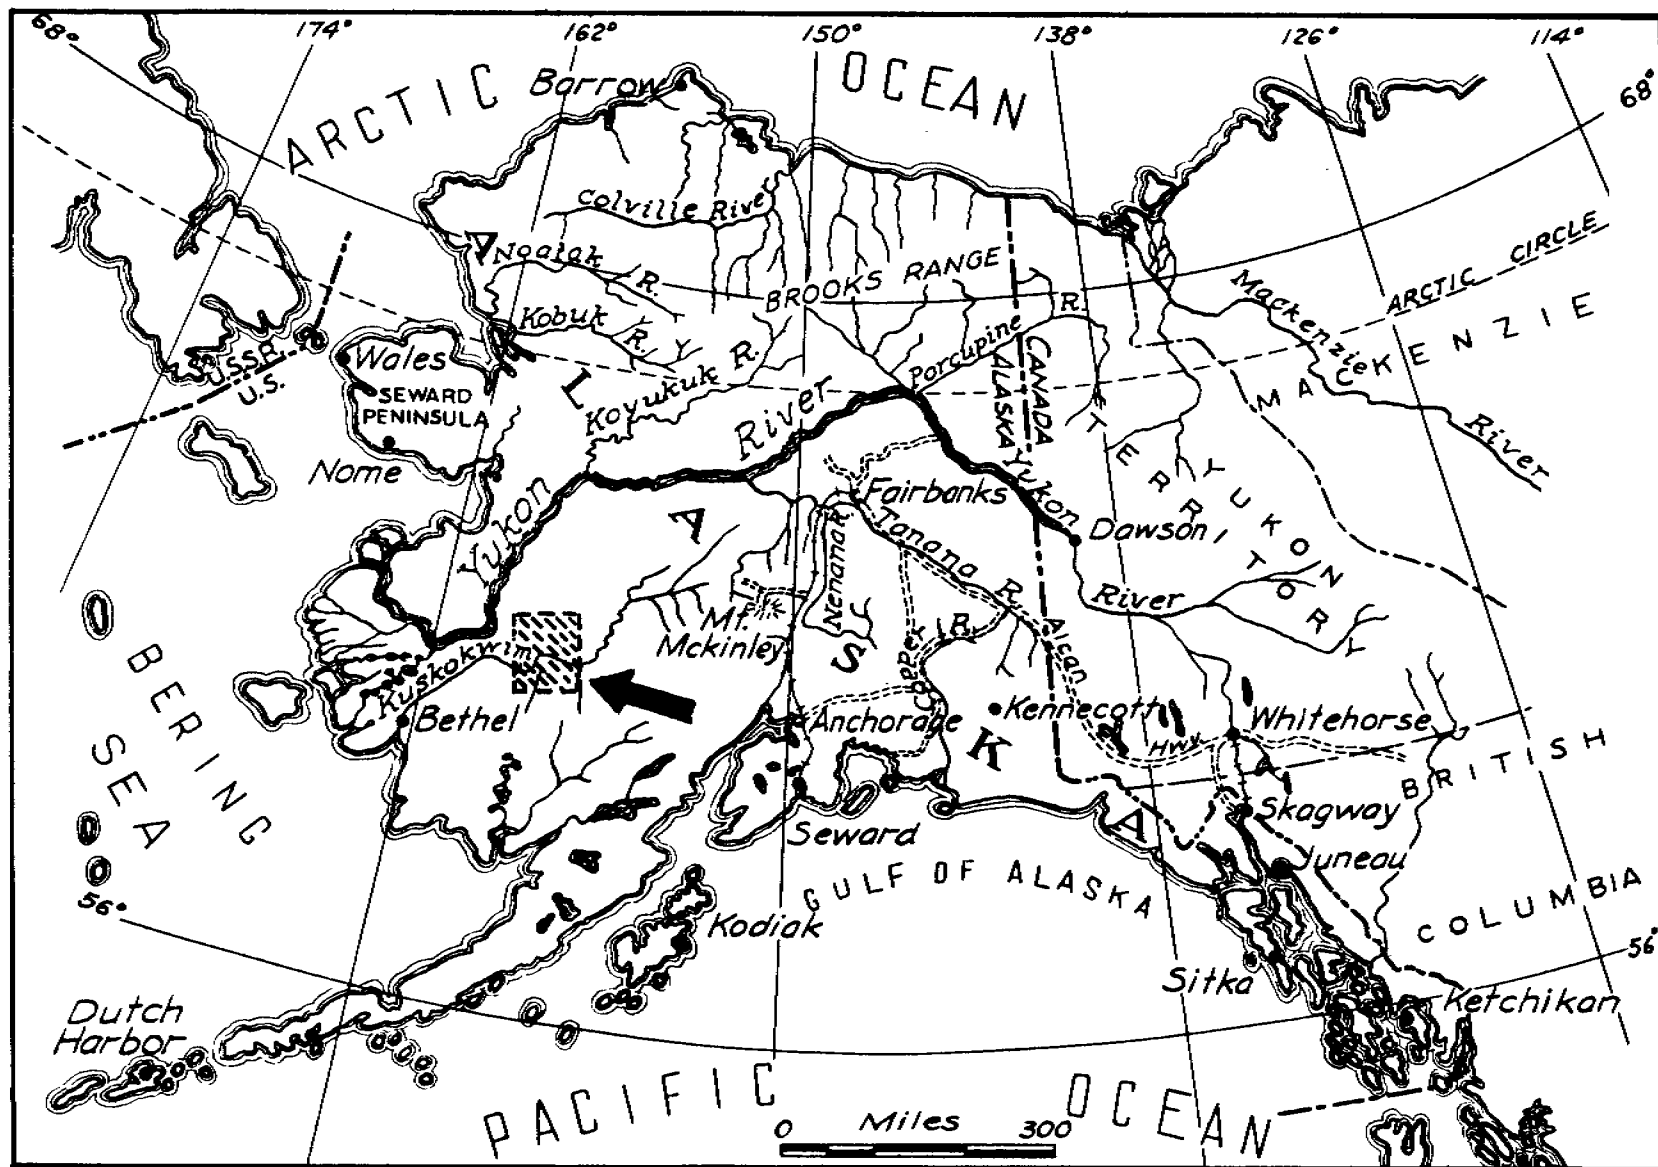 68°
174°
162°
150°
138°
126°
114°
68°
ARCTIC OCEAN
Barrow
Colville River
Noatak R.
BROOKS RANGE
Kobuk R.
Koyukuk R.
Porcupine R.
Mackenzie
River
ARCTIC CIRCLE
MACKENZIE
TERR.
U.S.S.R.
U.S.
Wales
SEWARD
PENINSULA
Nome
CANADA
ALASKA
Yukon
River
Yukon
Fairbanks
Dawson
River
YUKON
TORY
ALASKA
Tanana R.
Nenana R.
Mt.
Mckinley
Copper R.
Alcan
Hwy.
Kuskokwim
Bethel
Anchorage
Kennecott
Whitehorse
BERING
SEA
BRITISH
COLUMBIA
Seward
Skagway
Juneau
GULF OF ALASKA
56°
Kodiak
56°
Sitka
Ketchikan
Dutch
Harbor
PACIFIC OCEAN
0 Miles 300